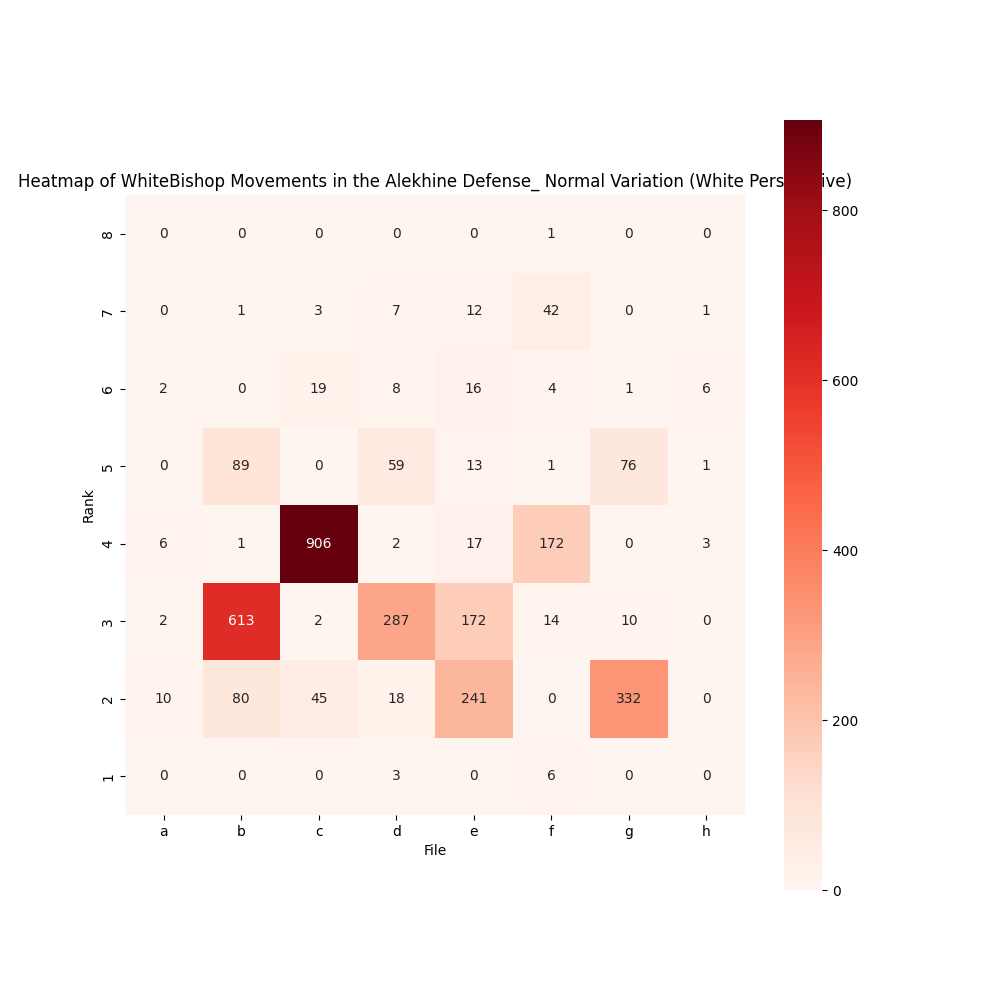 Heatmap of WhiteBishop Movements in the Alekhine Defense_ Normal Variation (White Pers ive)
8 0 0 0 0 0 1 0 0
7 0 1 3 7 12 42 0 1
6 2 0 19 8 16 4 1 6
5 0 89 0 59 13 1 76 1
4 6 1 906 2 17 172 0 3
3 2 613 2 287 172 14 10 0
2 10 80 45 18 241 0 332 0
1 0 0 0 3 0 6 0 0
a b c d e f g h
Rank
File
800
600
400
200
0